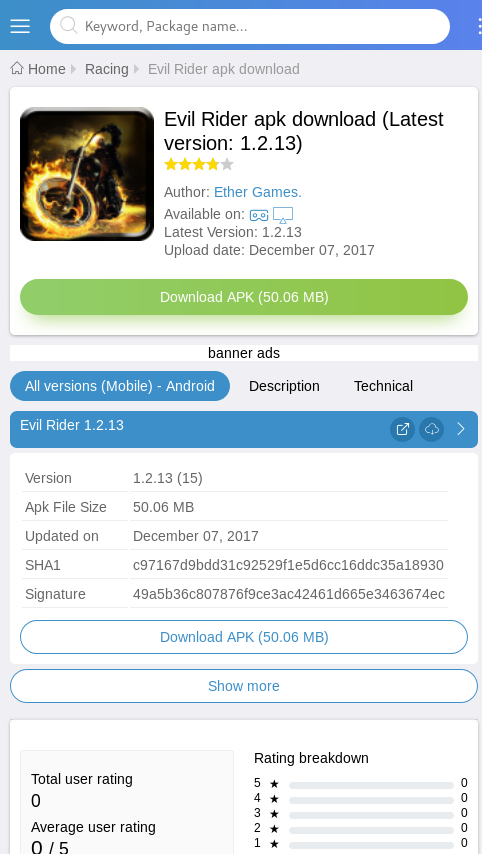 Keyword, Package name...
Home Racing Evil Rider apk download
Evil Rider apk download (Latest
version: 1.2.13)
Author: Ether Games.
Available on:
Latest Version: 1.2.13
Upload date: December 07, 2017
Download APK (50.06 MB)
banner ads
All versions (Mobile) - Android Description Technical
Evil Rider 1.2.13
Version 1.2.13 (15)
Apk File Size 50.06 MB
Updated on December 07, 2017
SHA1 c97167d9bdd31c92529f1e5d6cc16ddc35a18930
Signature 49a5b36c807876f9ce3ac42461d665e3463674ec
Download APK (50.06 MB)
Show more
Total user rating
0
Average user rating
0 / 5
Rating breakdown
5 ★ 0
4 ★ 0
3 ★ 0
2 ★ 0
1 ★ 0